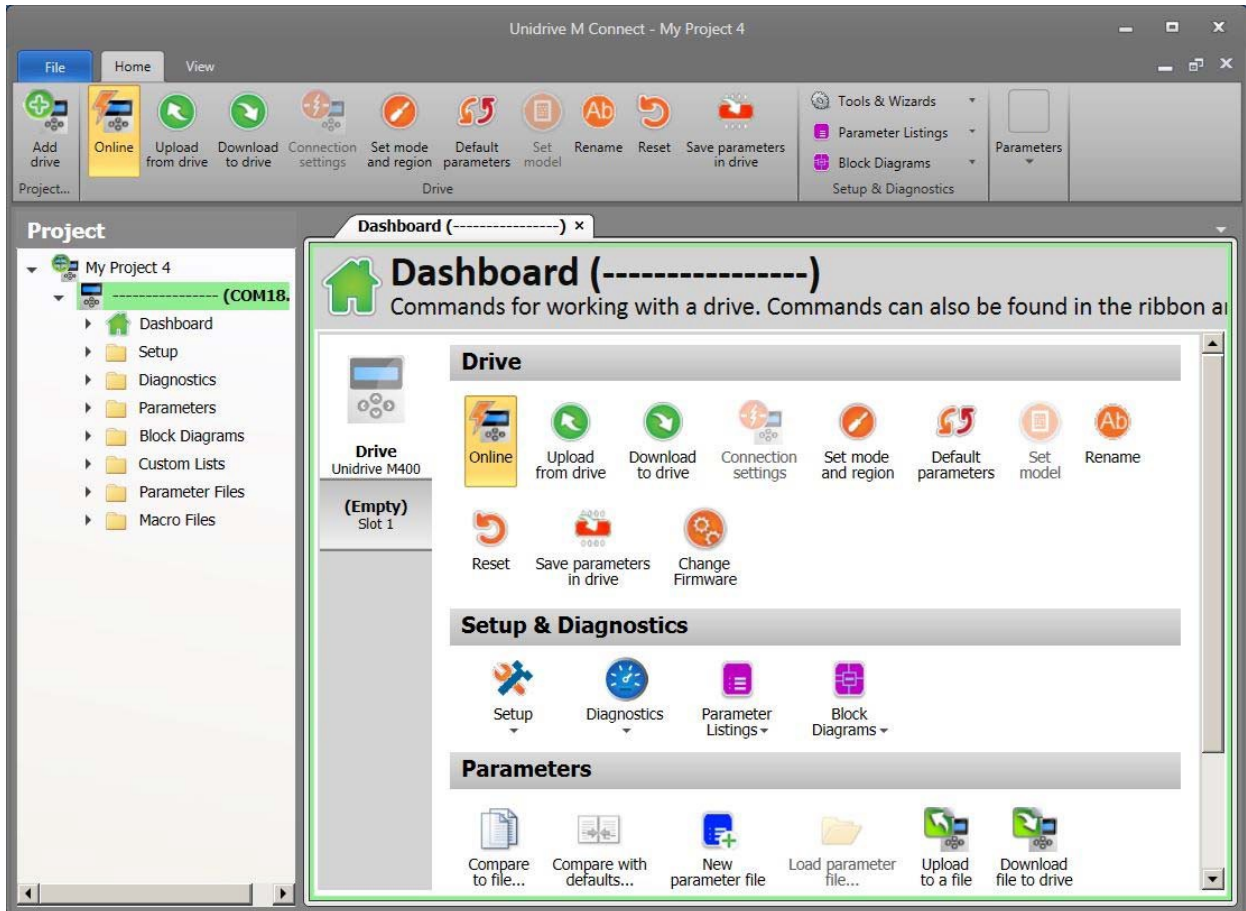 Unidrive M Connect - My Project 4
File Home View
Add drive
Online
Upload from drive
Download to drive
Connection settings
Set mode and region
Default parameters
Set model
Ab
Rename
Reset
Save parameters in drive
Tools & Wizards
Parameter Listings
Block Diagrams
Parameters
Project...
Drive
Setup & Diagnostics
Project
My Project 4
---------------- (COM18.
Dashboard
Setup
Diagnostics
Parameters
Block Diagrams
Custom Lists
Parameter Files
Macro Files
Dashboard (----------------) ×
Dashboard (----------------)
Commands for working with a drive. Commands can also be found in the ribbon a
Drive
Unidrive M400
(Empty)
Slot 1
Drive
Online
Upload
from drive
Download
to drive
Connection
settings
Set mode
and region
Default
parameters
Set
model
Ab
Rename
Reset
Save parameters
in drive
Change
Firmware
Setup & Diagnostics
Setup
Diagnostics
Parameter
Listings
Block
Diagrams
Parameters
Compare
to file...
Compare with
defaults...
New
parameter file
Load parameter
file...
Upload
to a file
Download
file to drive